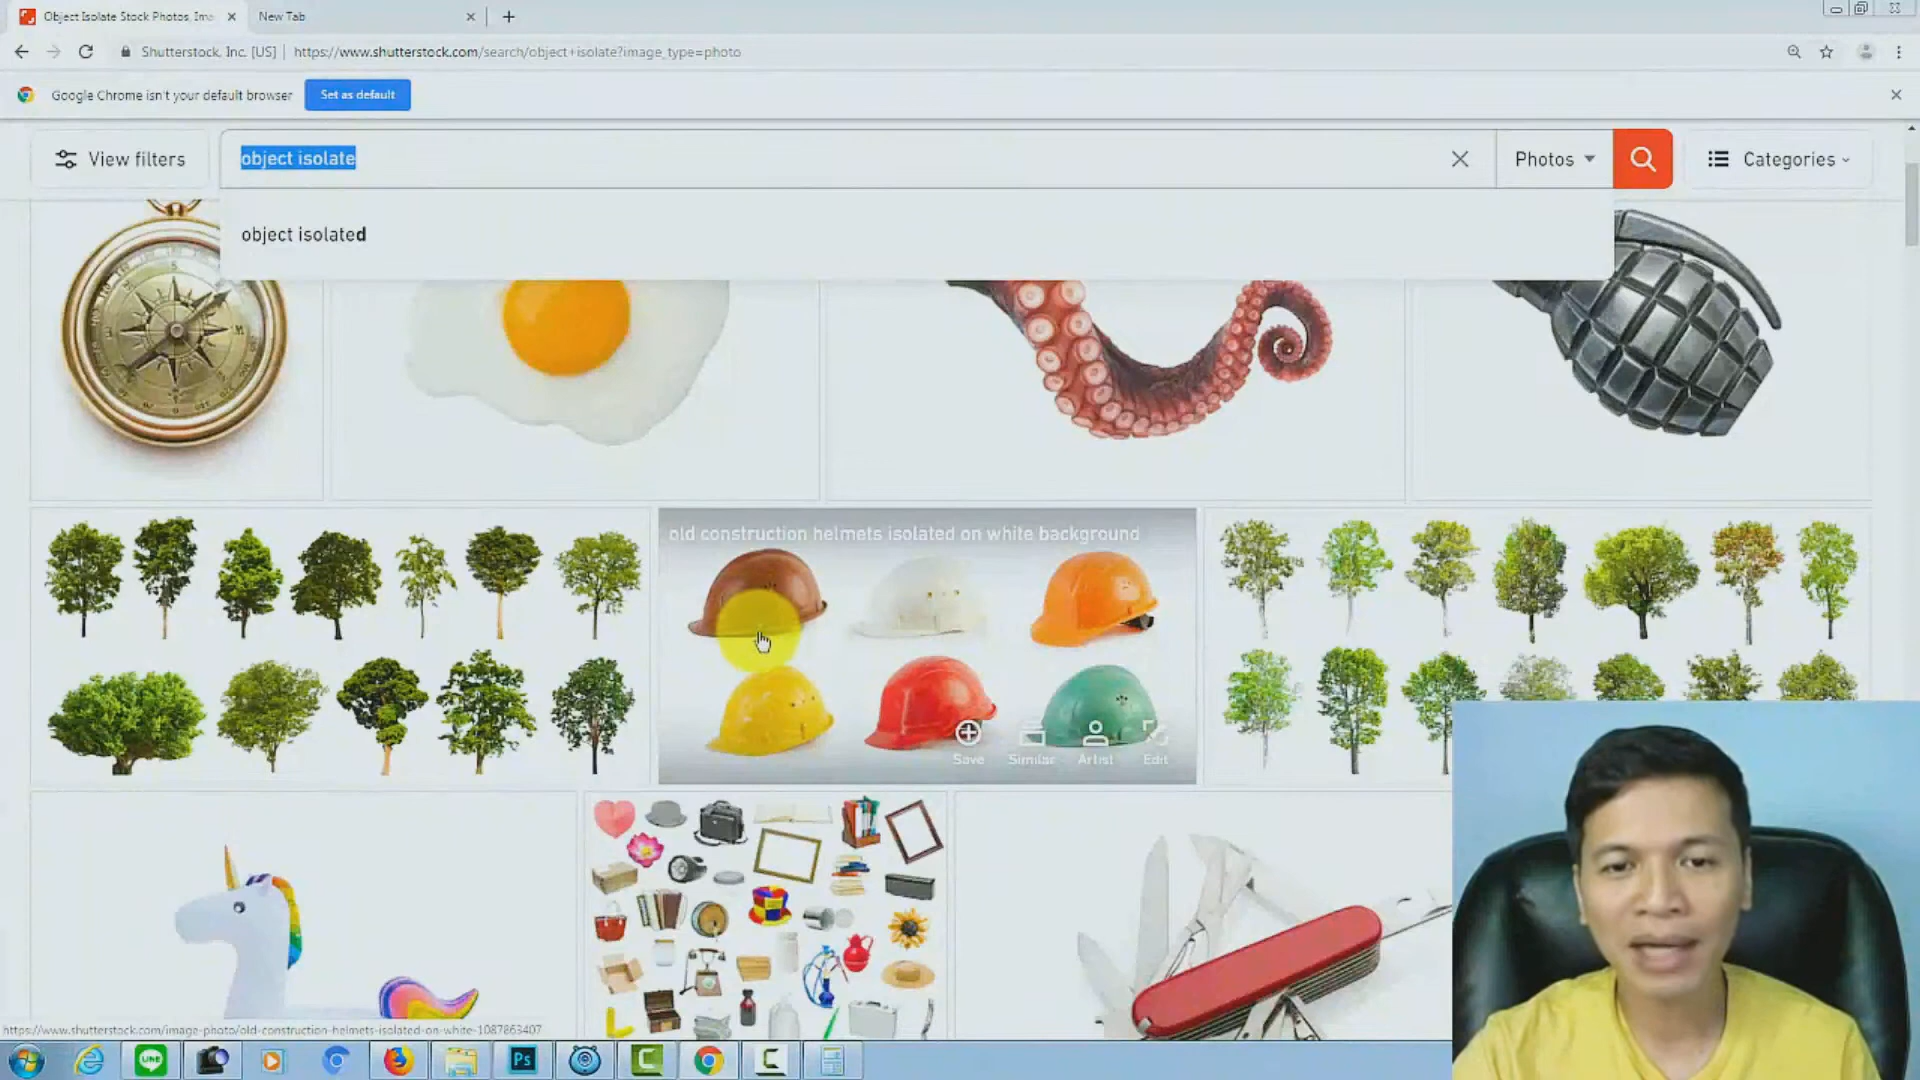 Object Isolate Stock Photos, Ima
New Tab
Shutterstock, Inc. [US] | https://www.shutterstock.com/search/object+isolate?image_type=photo
Google Chrome isn't your default browser
Set as default
View filters
object isolate
Photos
Categories
object isolated
old construction helmets isolated on white background
Save
Similar
Artist
Edit
https://www.shutterstock.com/image-photo/old-construction-helmets-isolated-on-white-1087863407
LINE
Ps
C
C